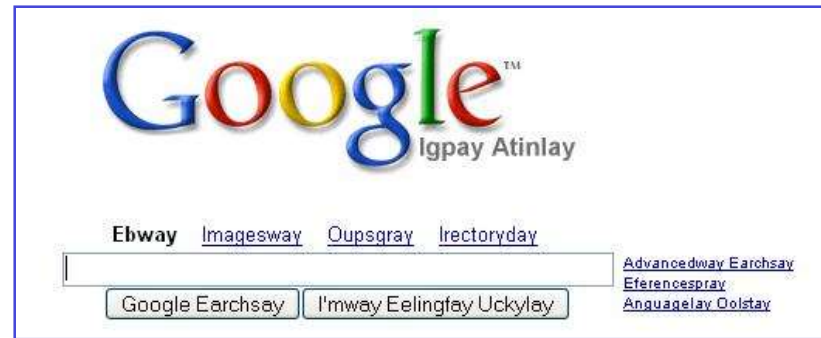 Google™
Igpay Atinlay
Ebway Imagesway Oupsgray Irectoryday
Advancedway Earchsay
Eferencespray
Anguagelay Oolstay
Google Earchsay I'mway Eelingfay Uckylay